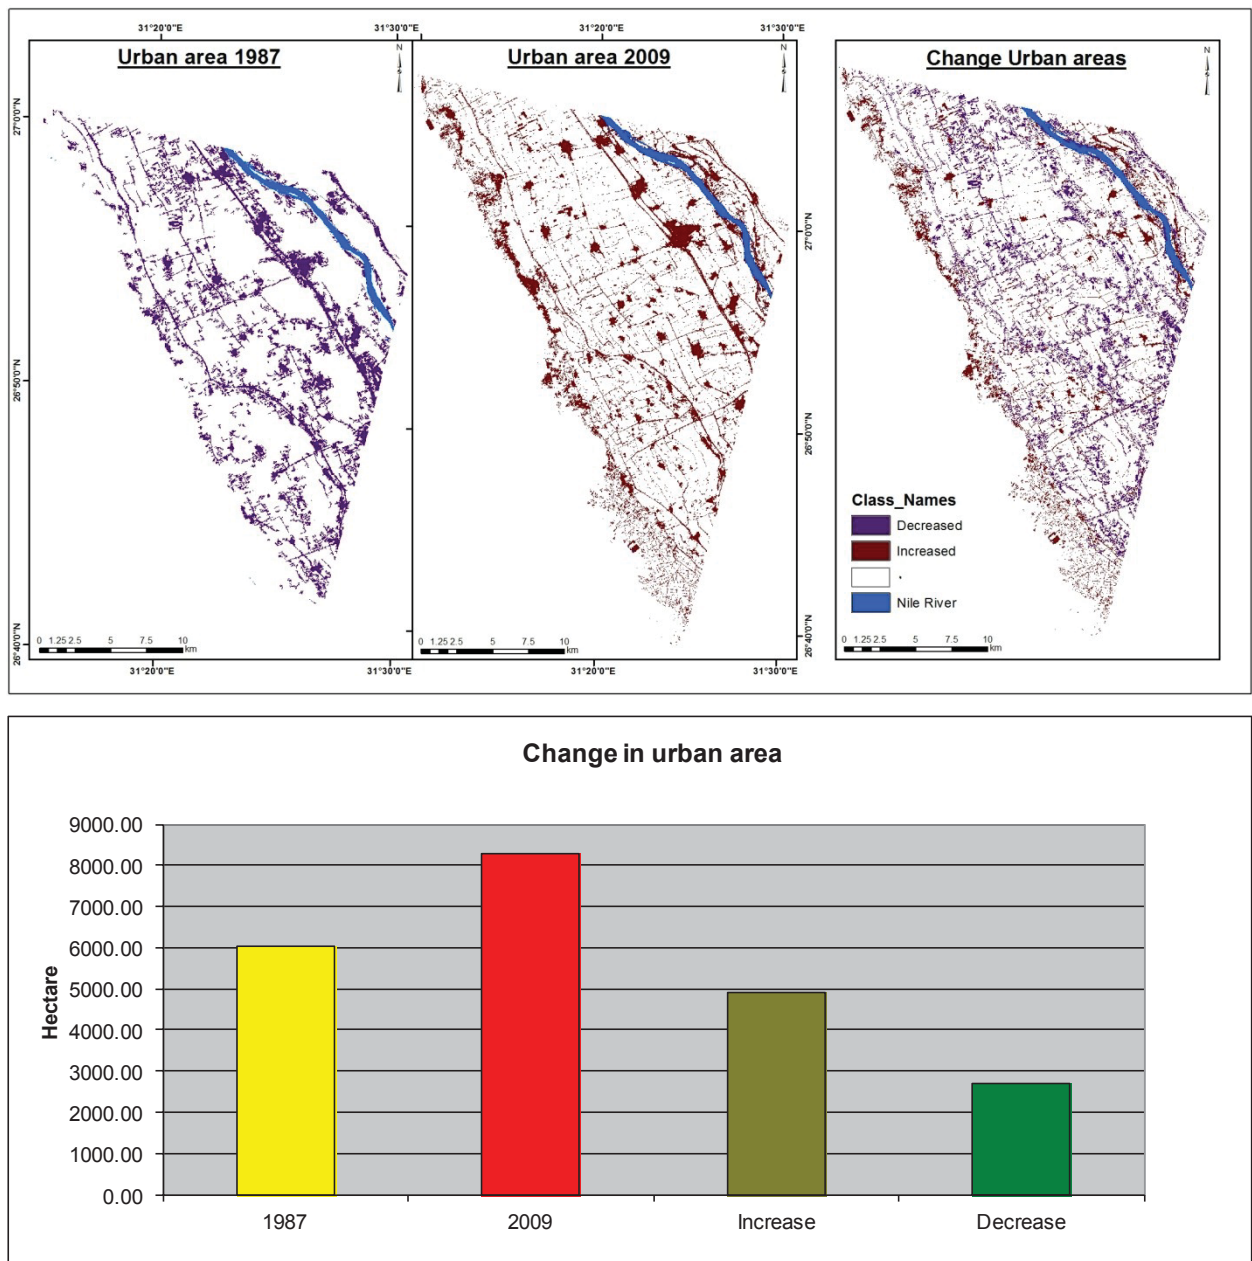 31°20'0"E 31°30'0"E 31°20'0"E 31°30'0"E
Urban area 1987
N
Urban area 2009
N
Change Urban areas
N
27°0'0"N
27°0'0"N
26°50'0"N
26°50'0"N
26°40'0"N
26°40'0"N
Class_Names
Decreased
Increased
.
Nile River
0 1.25 2.5 5 7.5 10
km
0 1.25 2.5 5 7.5 10
km
0 1.25 2.5 5 7.5 10
km
31°20'0"E 31°30'0"E 31°20'0"E 31°30'0"E
Change in urban area
Hectare
9000.00
8000.00
7000.00
6000.00
5000.00
4000.00
3000.00
2000.00
1000.00
0.00
1987 2009 Increase Decrease